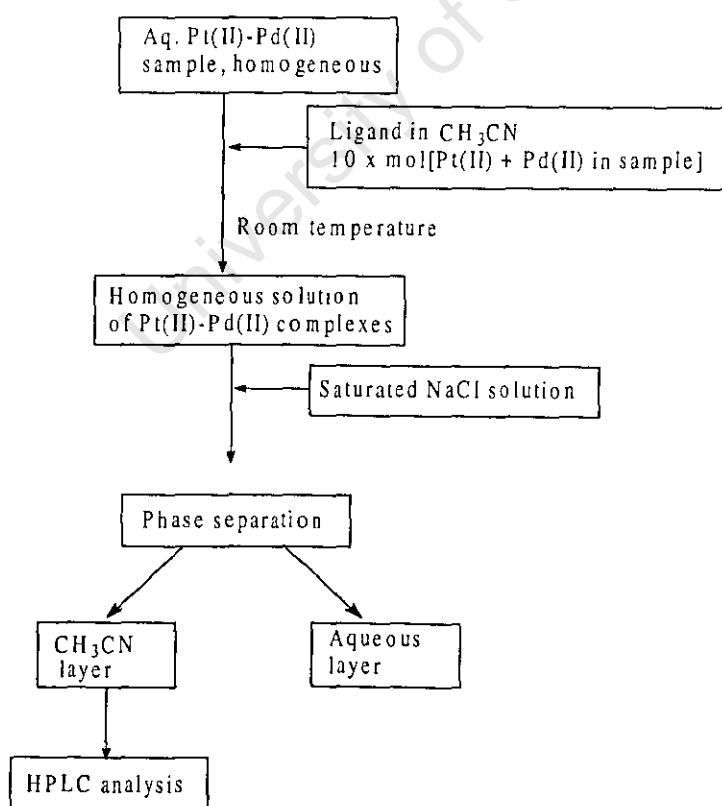 Aq. Pt(II)-Pd(II)
sample, homogeneous
Ligand in CH₃CN
10 x mol[Pt(II) + Pd(II) in sample]
Room temperature
Homogeneous solution
of Pt(II)-Pd(II) complexes
Saturated NaCl solution
Phase separation
CH₃CN
layer
Aqueous
layer
HPLC analysis
University of